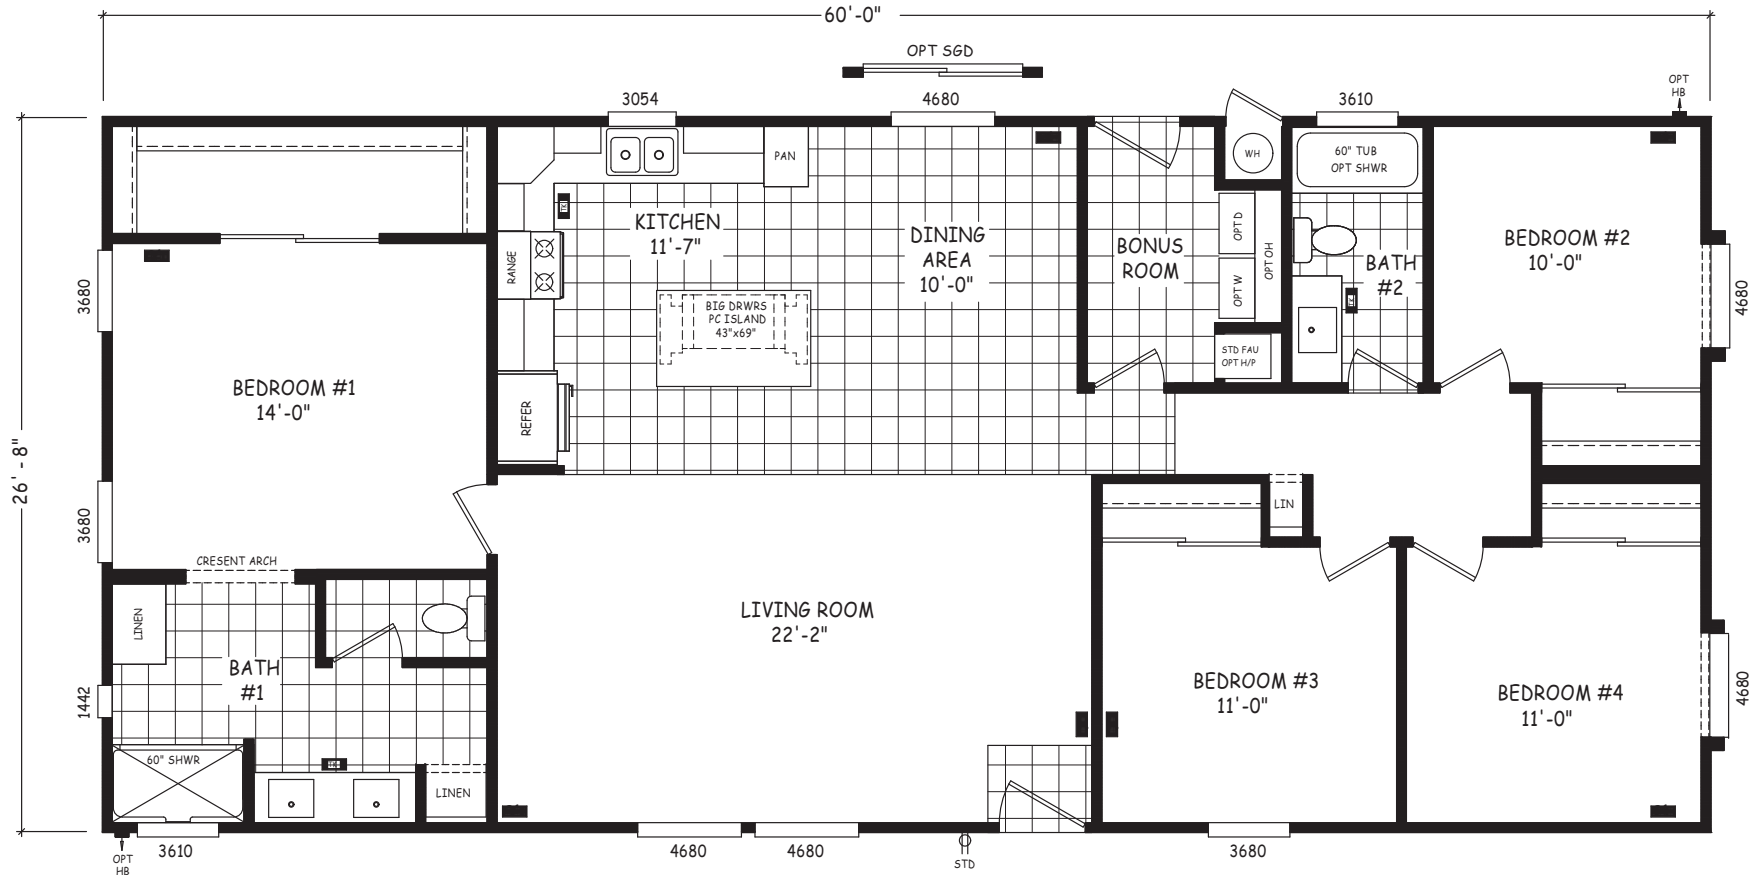 60'-0"
OPT SGD
OPT
HB
3054
4680
3610
PAN
WH
60" TUB
OPT SHWR
KITCHEN
11'-7"
DINING
AREA
10'-0"
BONUS
ROOM
OPT D
OPT OH
OPT W
BATH
#2
BEDROOM #2
10'-0"
4680
3680
RANGE
BIG DRWRS
PC ISLAND
43"x69"
STD FAU
OPT H/P
BEDROOM #1
14'-0"
REFER
26' - 8"
3680
LIN
CRESENT ARCH
LINEN
LIVING ROOM
22'-2"
BATH
#1
BEDROOM #3
11'-0"
BEDROOM #4
11'-0"
4680
1442
60" SHWR
LINEN
OPT
HB
3610
4680
4680
STD
3680